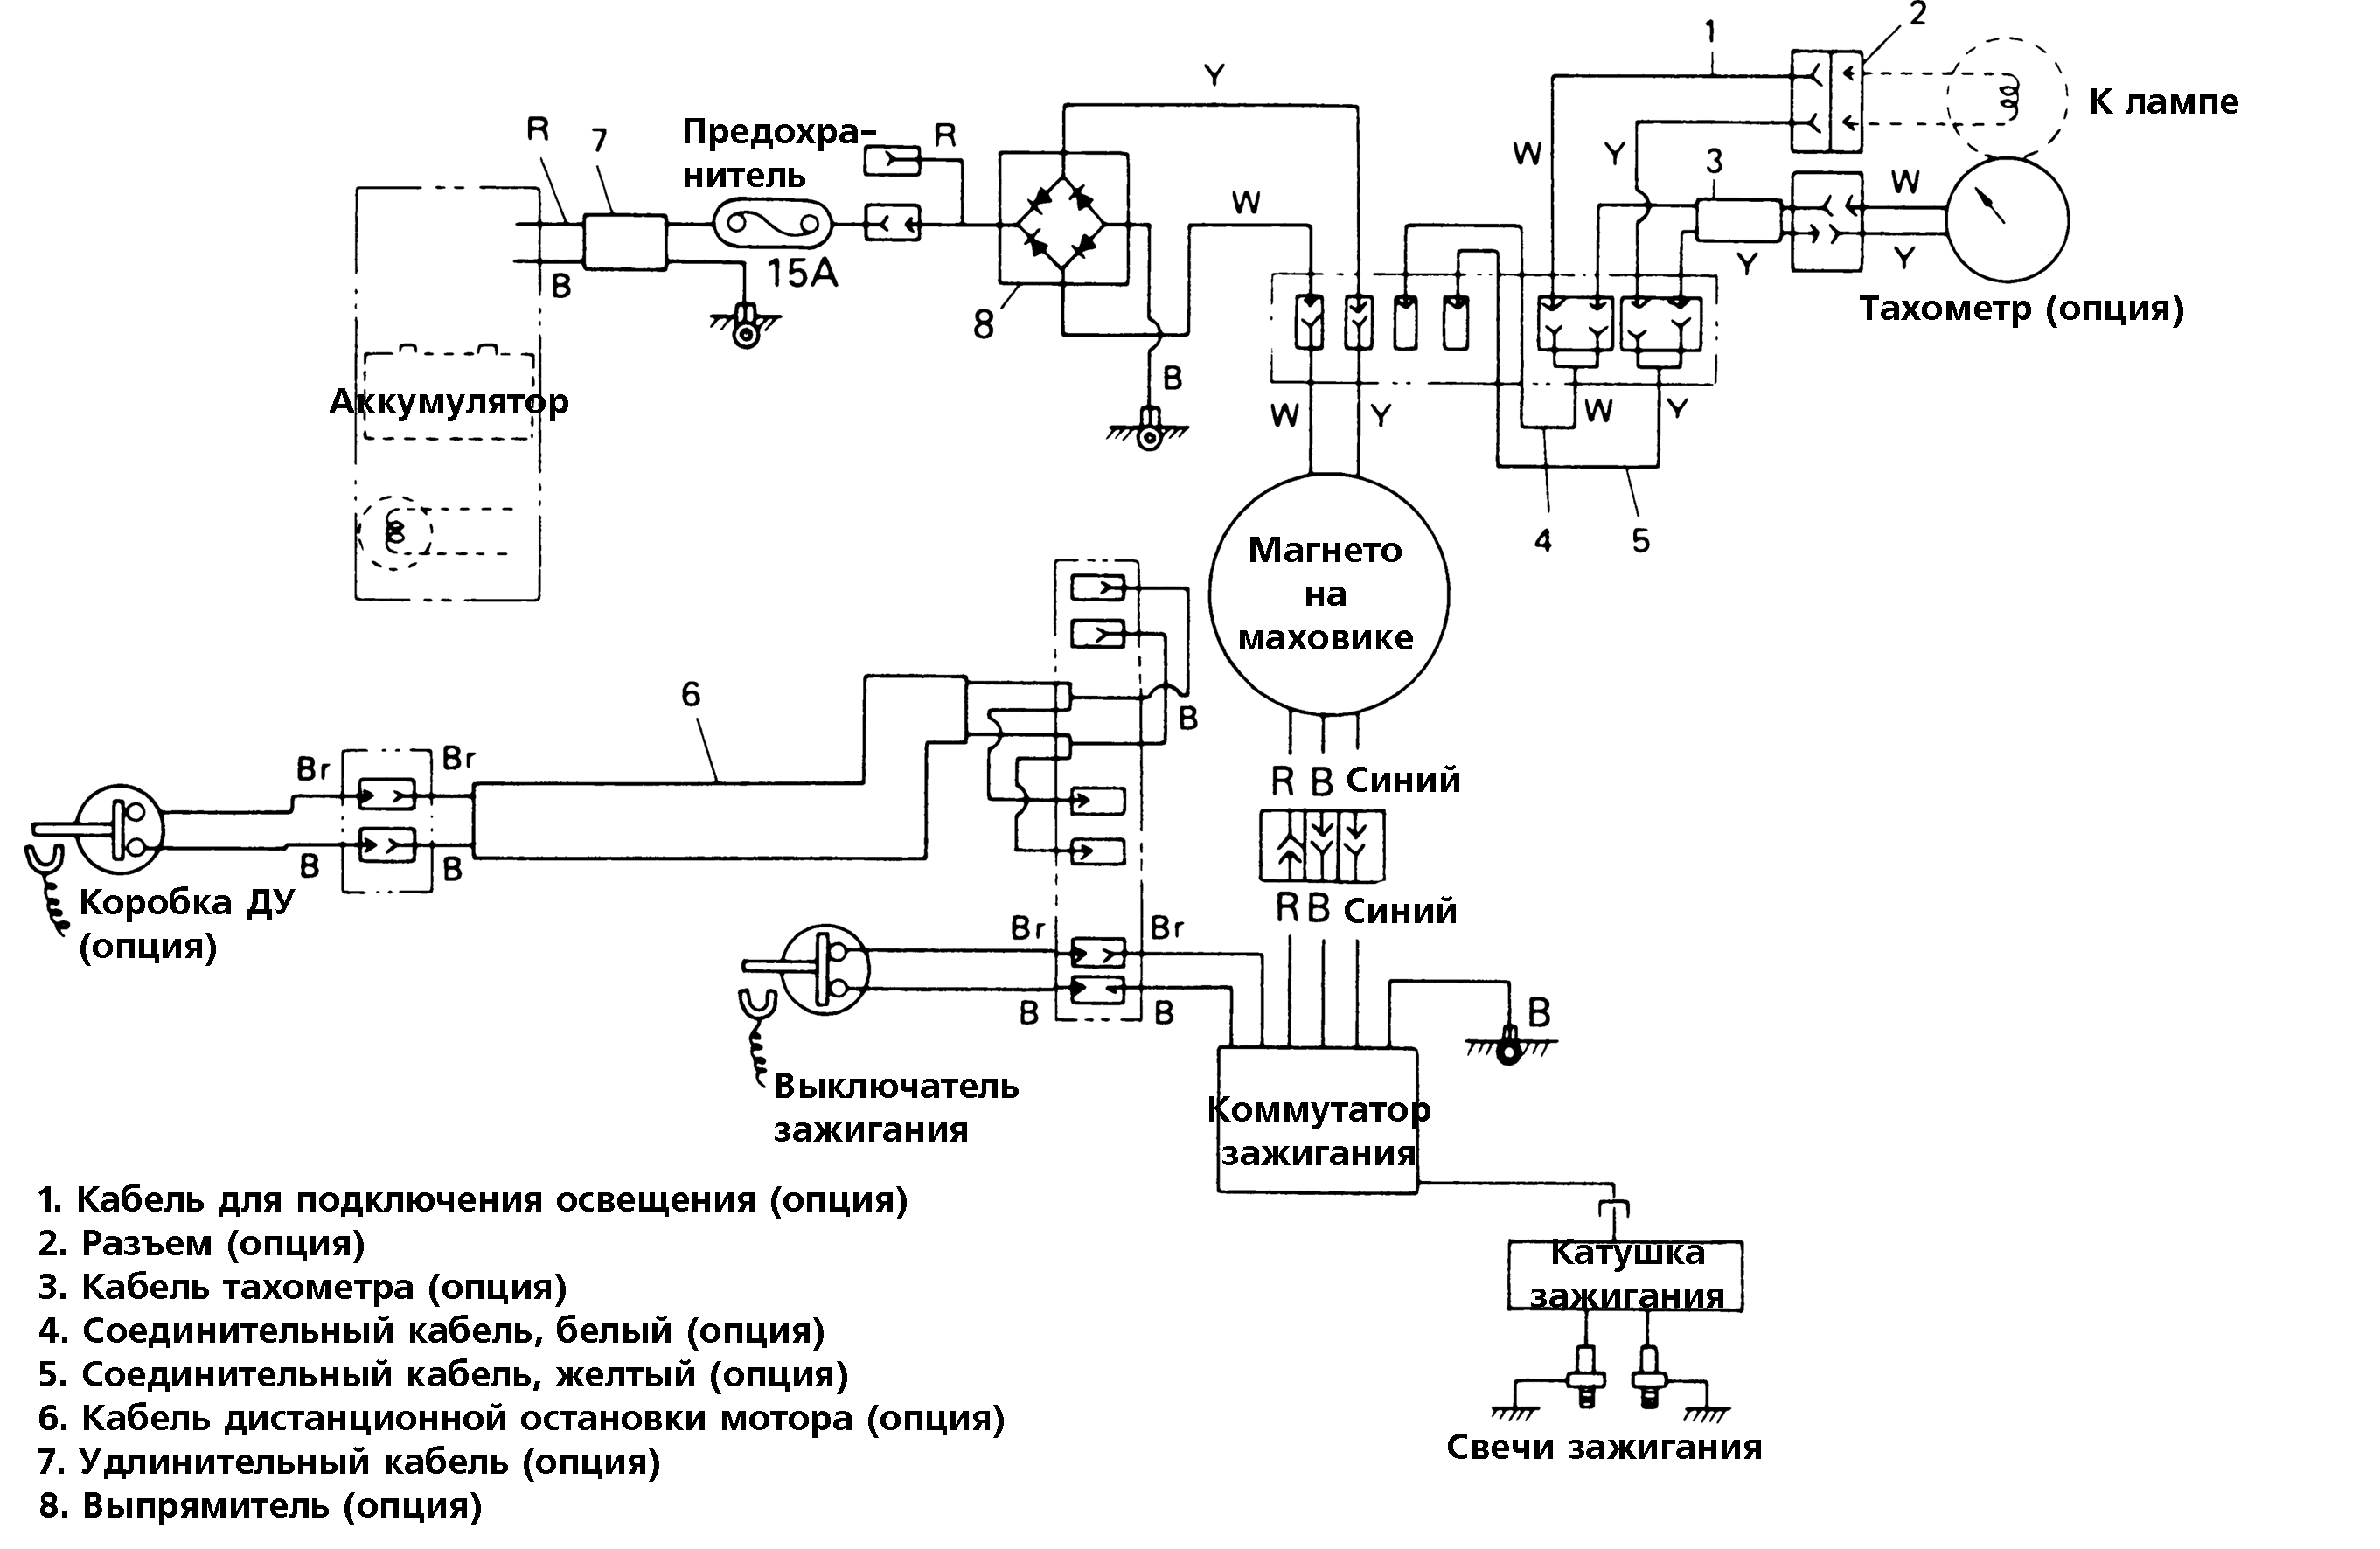 1
2
Y
К лампе
R
7
Предохра-
нитель
R
W
Y
3
W
W
Y
Y
15A
B
8
Тахометр (опция)
B
Аккумулятор
W
Y
W
Y
4
5
Магнето
на
маховике
6
B
R B Синий
Br
Br
B
B
Коробка ДУ
(опция)
R B Синий
Br
Br
B
B
B
Выключатель
зажигания
Коммутатор
зажигания
Катушка
зажигания
Свечи зажигания
1. Кабель для подключения освещения (опция)
2. Разъем (опция)
3. Кабель тахометра (опция)
4. Соединительный кабель, белый (опция)
5. Соединительный кабель, желтый (опция)
6. Кабель дистанционной остановки мотора (опция)
7. Удлинительный кабель (опция)
8. Выпрямитель (опция)